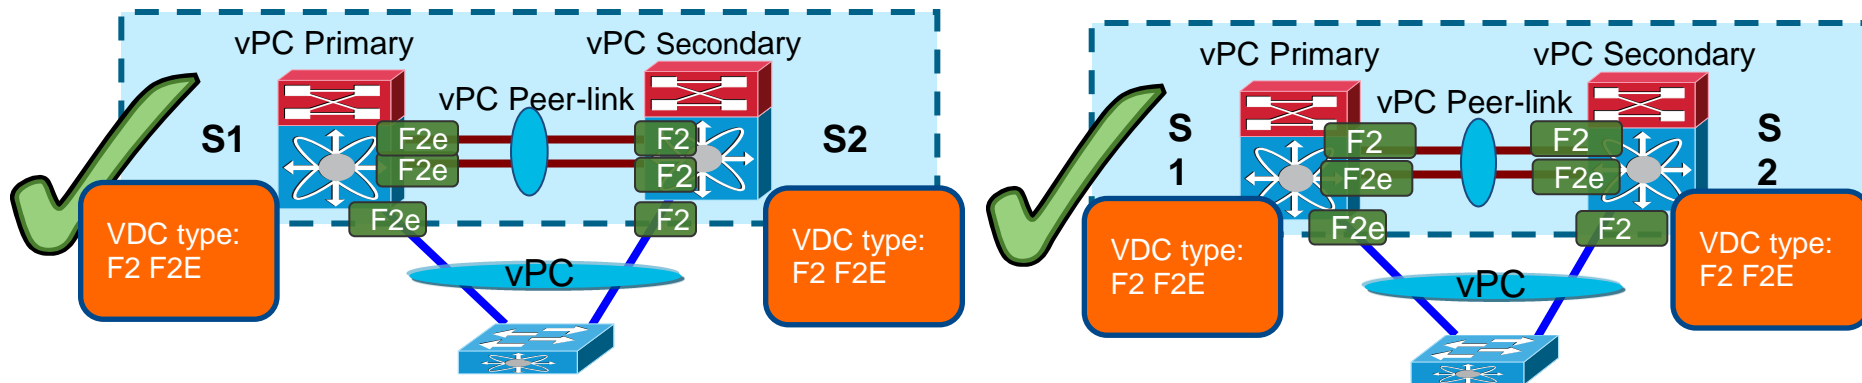 vPC Primary
vPC Secondary
vPC Peer-link
S1
F2e
F2
S2
F2e
F2
F2e
F2
VDC type:
F2 F2E
VDC type:
F2 F2E
vPC
vPC Primary
vPC Secondary
vPC Peer-link
S
1
F2
F2
S
2
F2e
F2e
F2e
F2
VDC type:
F2 F2E
VDC type:
F2 F2E
vPC